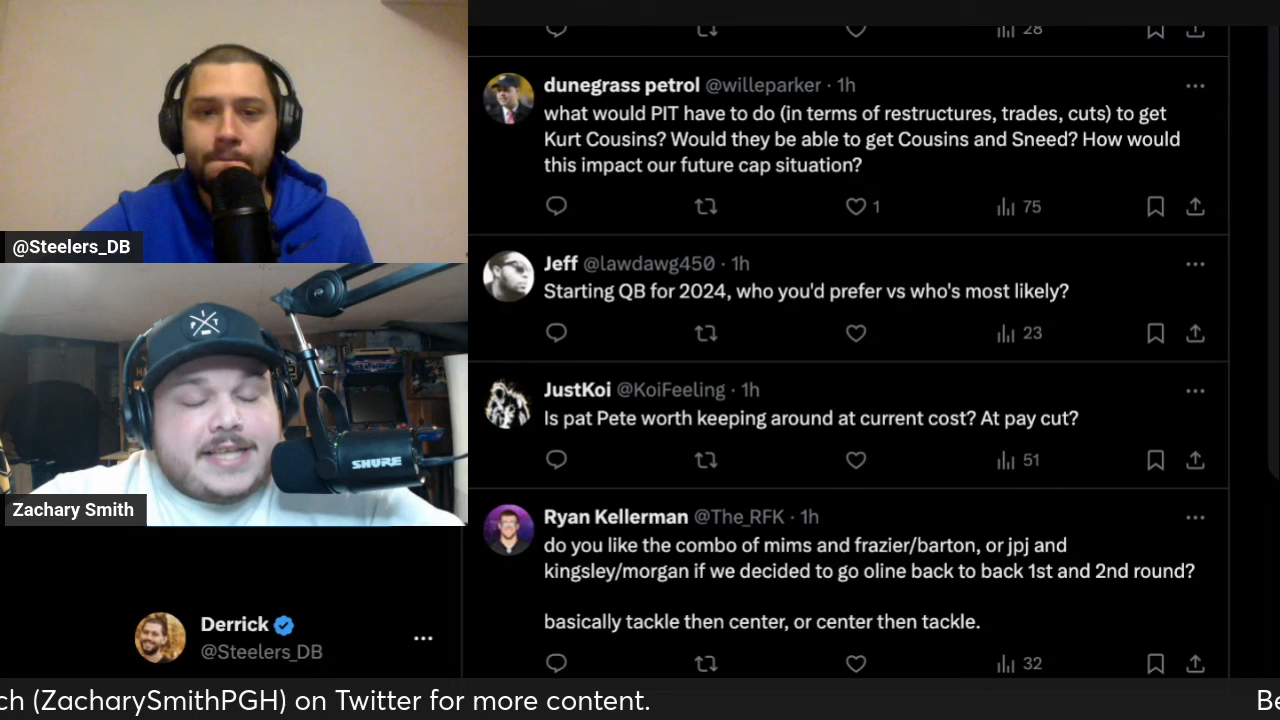 28
dunegrass petrol @willeparker · 1h
what would PIT have to do (in terms of restructures, trades, cuts) to get
Kurt Cousins? Would they be able to get Cousins and Sneed? How would
this impact our future cap situation?
1 75
Jeff @lawdawg450 · 1h
Starting QB for 2024, who you'd prefer vs who's most likely?
23
JustKoi @KoiFeeling · 1h
Is pat Pete worth keeping around at current cost? At pay cut?
51
Ryan Kellerman @The_RFK · 1h
do you like the combo of mims and frazier/barton, or jpj and
kingsley/morgan if we decided to go oline back to back 1st and 2nd round?
basically tackle then center, or center then tackle.
32
@Steelers_DB
P I T
SHURE
Zachary Smith
Derrick
@Steelers_DB
ch (ZacharySmithPGH) on Twitter for more content.
Be